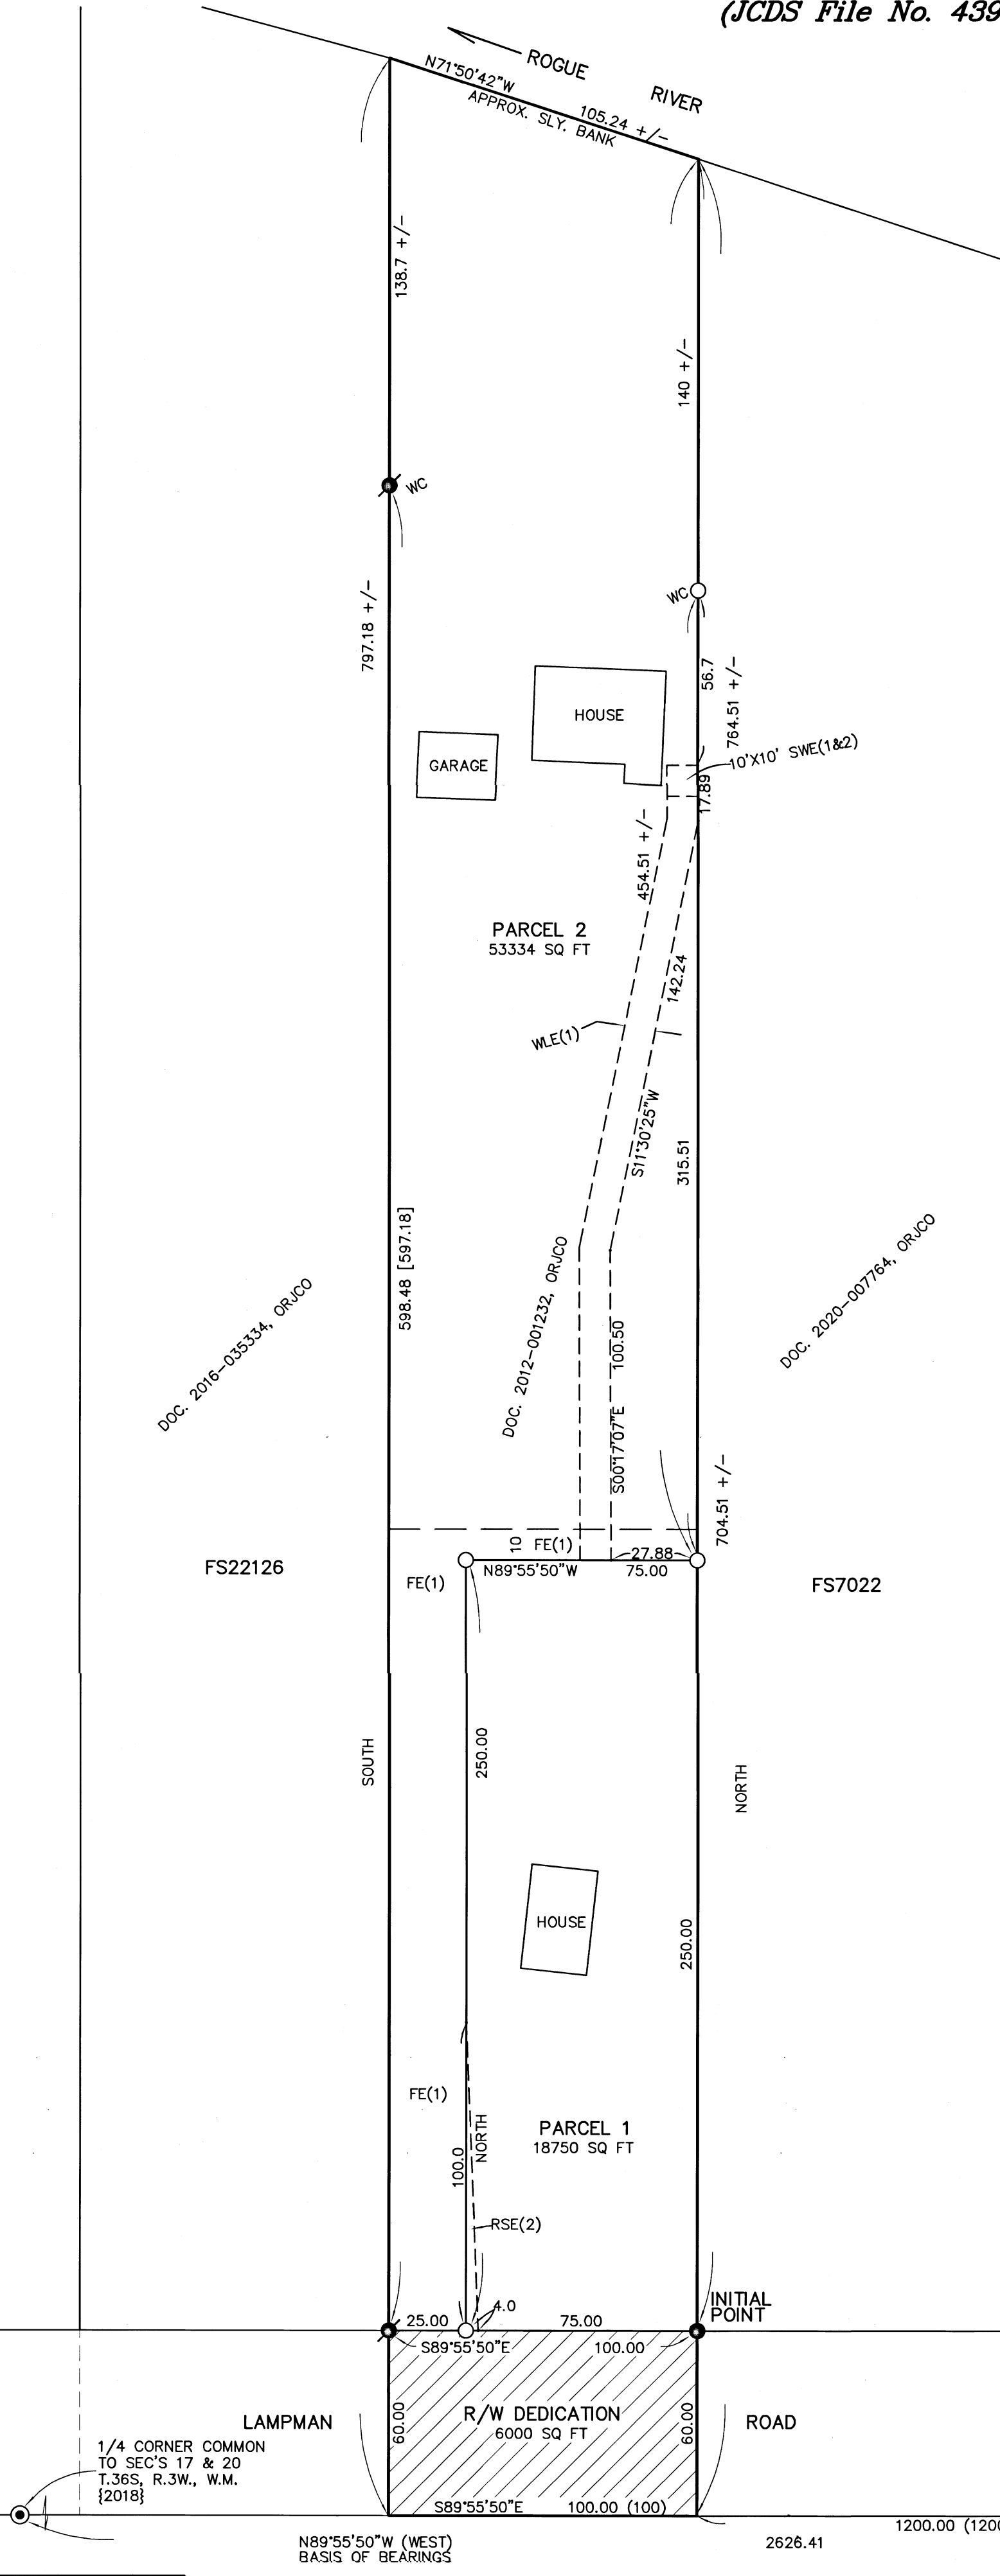 (JCDS File No. 439
ROGUE
RIVER
N71°50'42"W
105.24 +/-
APPROX. SLY. BANK
138.7 +/-
140 +/-
WC
WC
797.18 +/-
56.7
764.51 +/-
HOUSE
GARAGE
10'X10' SWE(1&2)
17.89
454.51 +/-
PARCEL 2
53334 SQ FT
142.24
WLE(1)
S11°30'25"W
315.51
598.48 [597.18]
DOC. 2016-035334, ORJCO
DOC. 2012-001232, ORJCO
DOC. 2020-007764, ORJCO
100.50
S00°17'07"E
704.51 +/-
10
FE(1)
27.88
N89°55'50"W
75.00
FE(1)
FS22126
FS7022
SOUTH
250.00
NORTH
HOUSE
250.00
FE(1)
100.0
NORTH
PARCEL 1
18750 SQ FT
RSE(2)
4.0
INITIAL
POINT
25.00
75.00
S89°55'50"E
100.00
60.00
R/W DEDICATION
6000 SQ FT
60.00
LAMPMAN
ROAD
1/4 CORNER COMMON
TO SEC'S 17 & 20
T.36S, R.3W., W.M.
{2018}
S89°55'50"E
100.00 (100)
N89°55'50"W (WEST)
BASIS OF BEARINGS
2626.41
1200.00 (1200